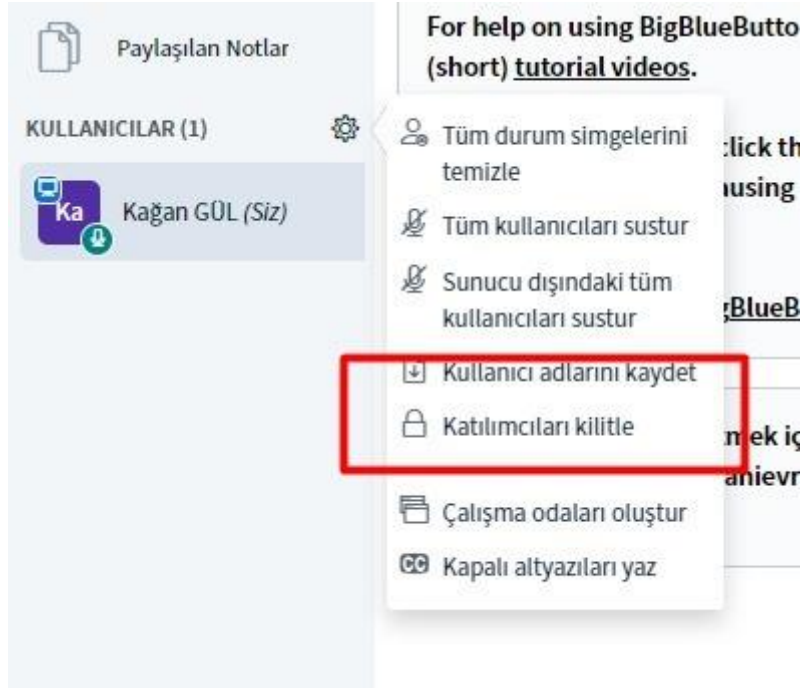 Paylaşılan Notlar
KULLANICILAR (1)
Ka
Kağan GÜL (Siz)
For help on using BigBlueButto
(short) tutorial videos.
Tüm durum simgelerini
temizle
Tüm kullanıcıları sustur
Sunucu dışındaki tüm
kullanıcıları sustur
Kullanıcı adlarını kaydet
Katılımcıları kilitle
Çalışma odaları oluştur
CC Kapalı altyazıları yaz